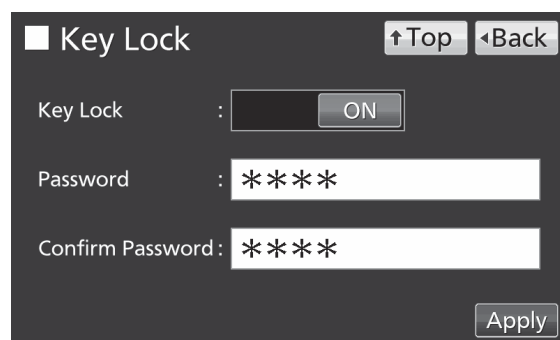 Key Lock
↑Top ◂Back
Key Lock : ON
Password : ****
Confirm Password : ****
Apply